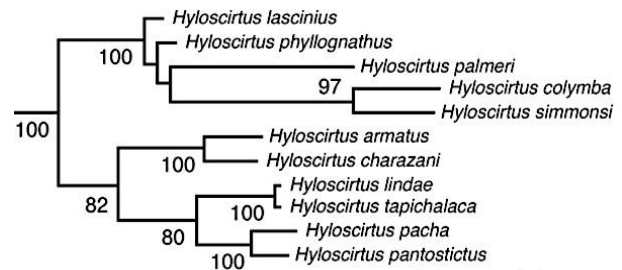 Hyloscirtus lascinius
Hyloscirtus phyllognathus
100
Hyloscirtus palmeri
97
Hyloscirtus colymba
Hyloscirtus simmonsi
100
Hyloscirtus armatus
100
Hyloscirtus charazani
82
Hyloscirtus lindae
100
Hyloscirtus tapichalaca
80
Hyloscirtus pacha
100
Hyloscirtus pantostictus